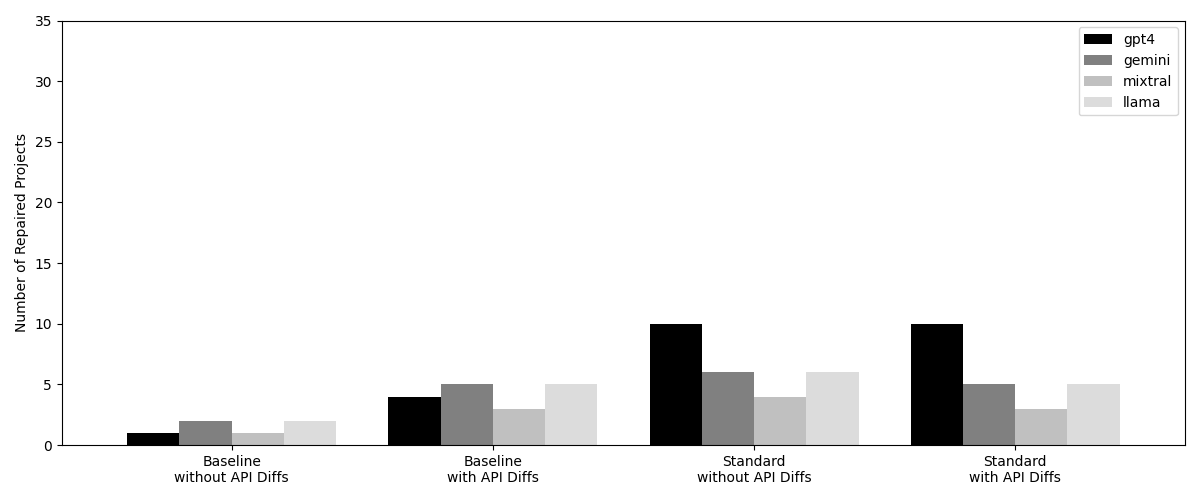 35
30
25
20
15
10
5
0
Number of Repaired Projects
gpt4
gemini
mixtral
llama
Baseline
without API Diffs
Baseline
with API Diffs
Standard
without API Diffs
Standard
with API Diffs